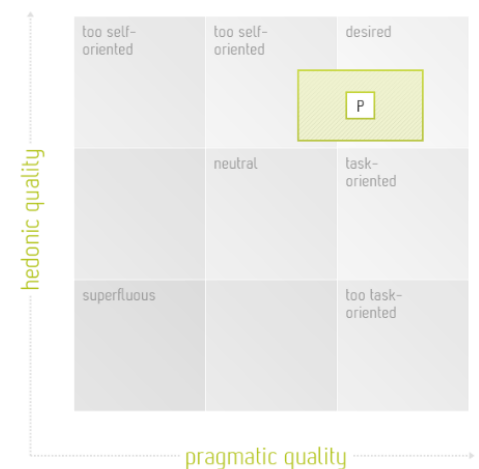 too self-
oriented
too self-
oriented
desired
P
neutral
task-
oriented
superfluous
too task-
oriented
hedonic quality
pragmatic quality